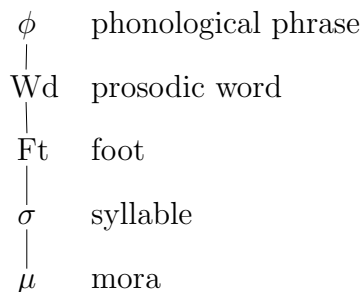 ϕ phonological phrase
Wd prosodic word
Ft foot
σ syllable
μ mora